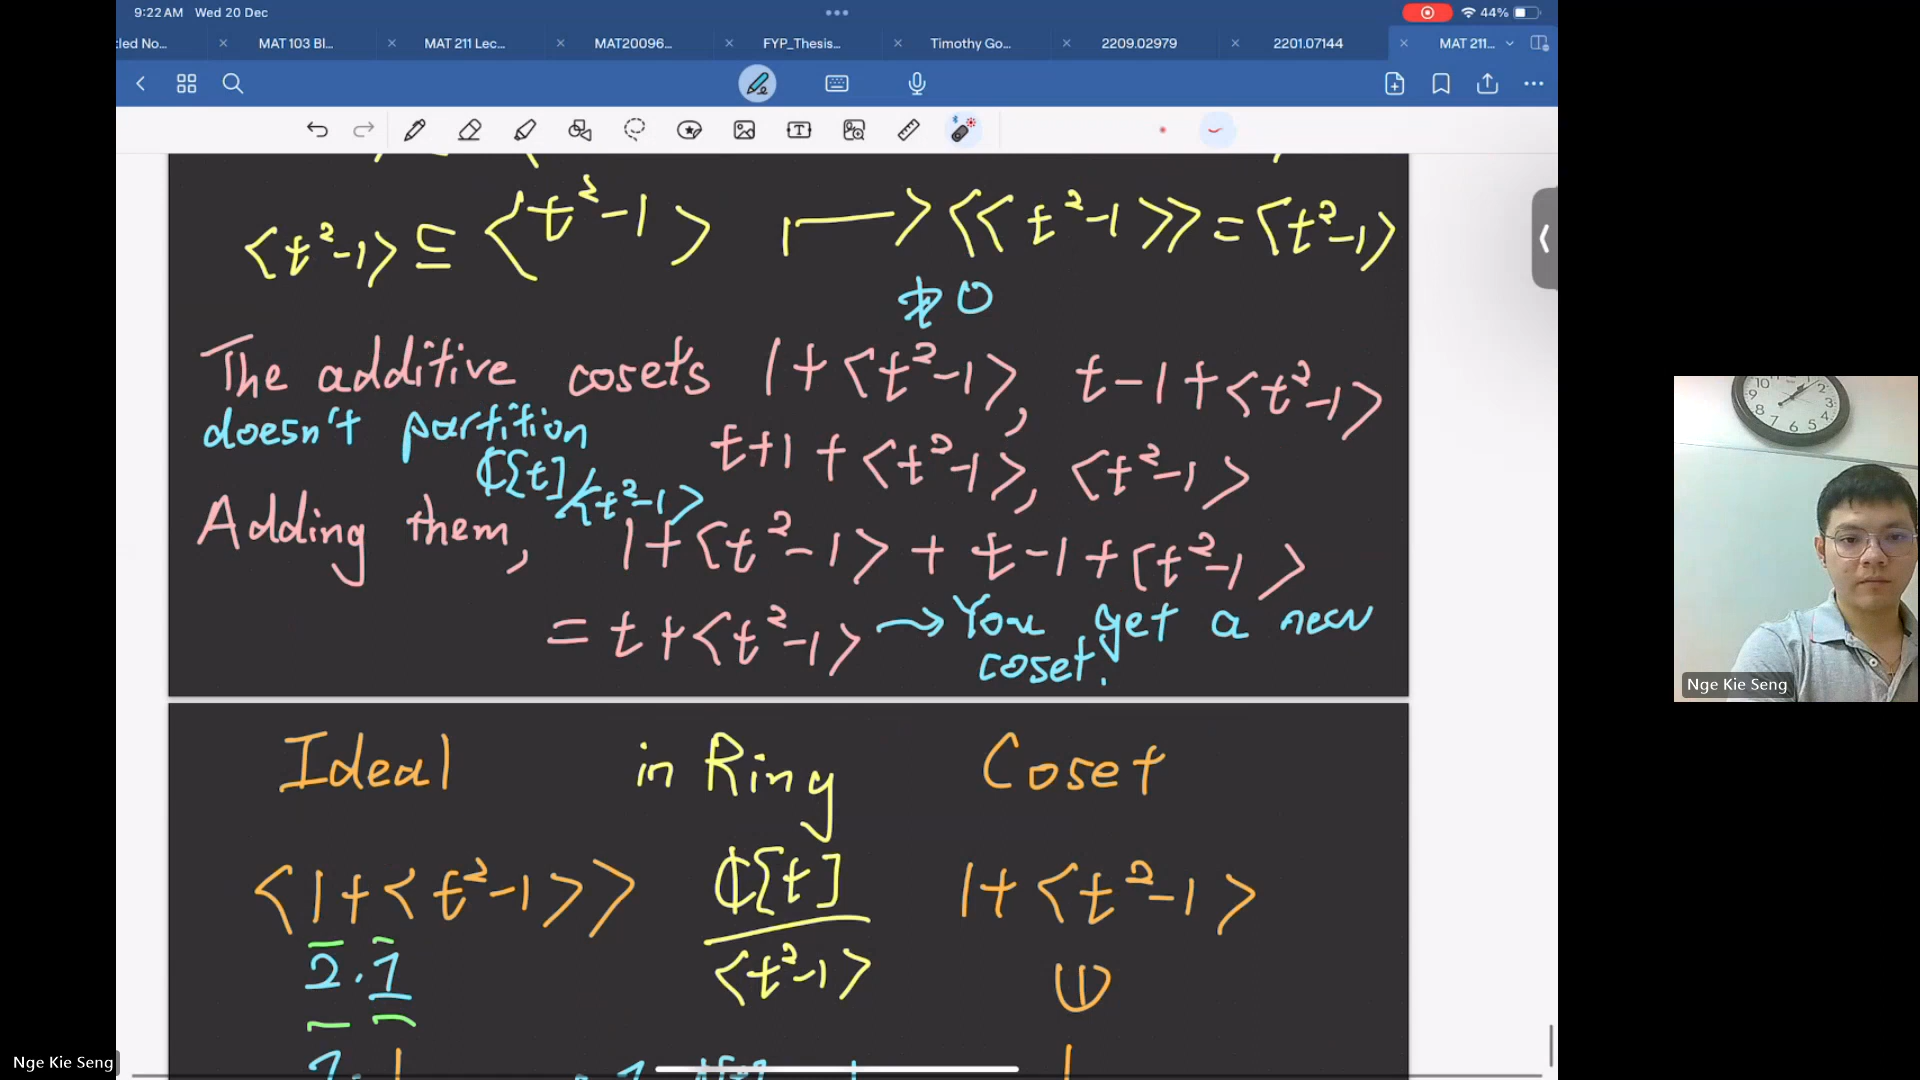 9:22 AM Wed 20 Dec
44%
:led No...
MAT 103 Bl...
MAT 211 Lec...
MAT20096...
FYP_Thesis...
Timothy Go...
2209.02979
2201.07144
MAT 211...
<t²-1> ⊆ <t²-1> ↦ <<t²-1>> = <t²-1>
0
The additive cosets 1+<t²-1>, t-1+<t²-1>
doesn't partition t+1+<t²-1>, <t²-1>
ℂ[t]/<t²-1>
Adding them, 1+<t²-1> + t-1+<t²-1>
= t+<t²-1> → You get a new
coset.
Ideal in Ring Coset
<1+<t²-1>> ℂ[t] 1+<t²-1>
<t²-1>
2·1
Nge Kie Seng
Nge Kie Seng